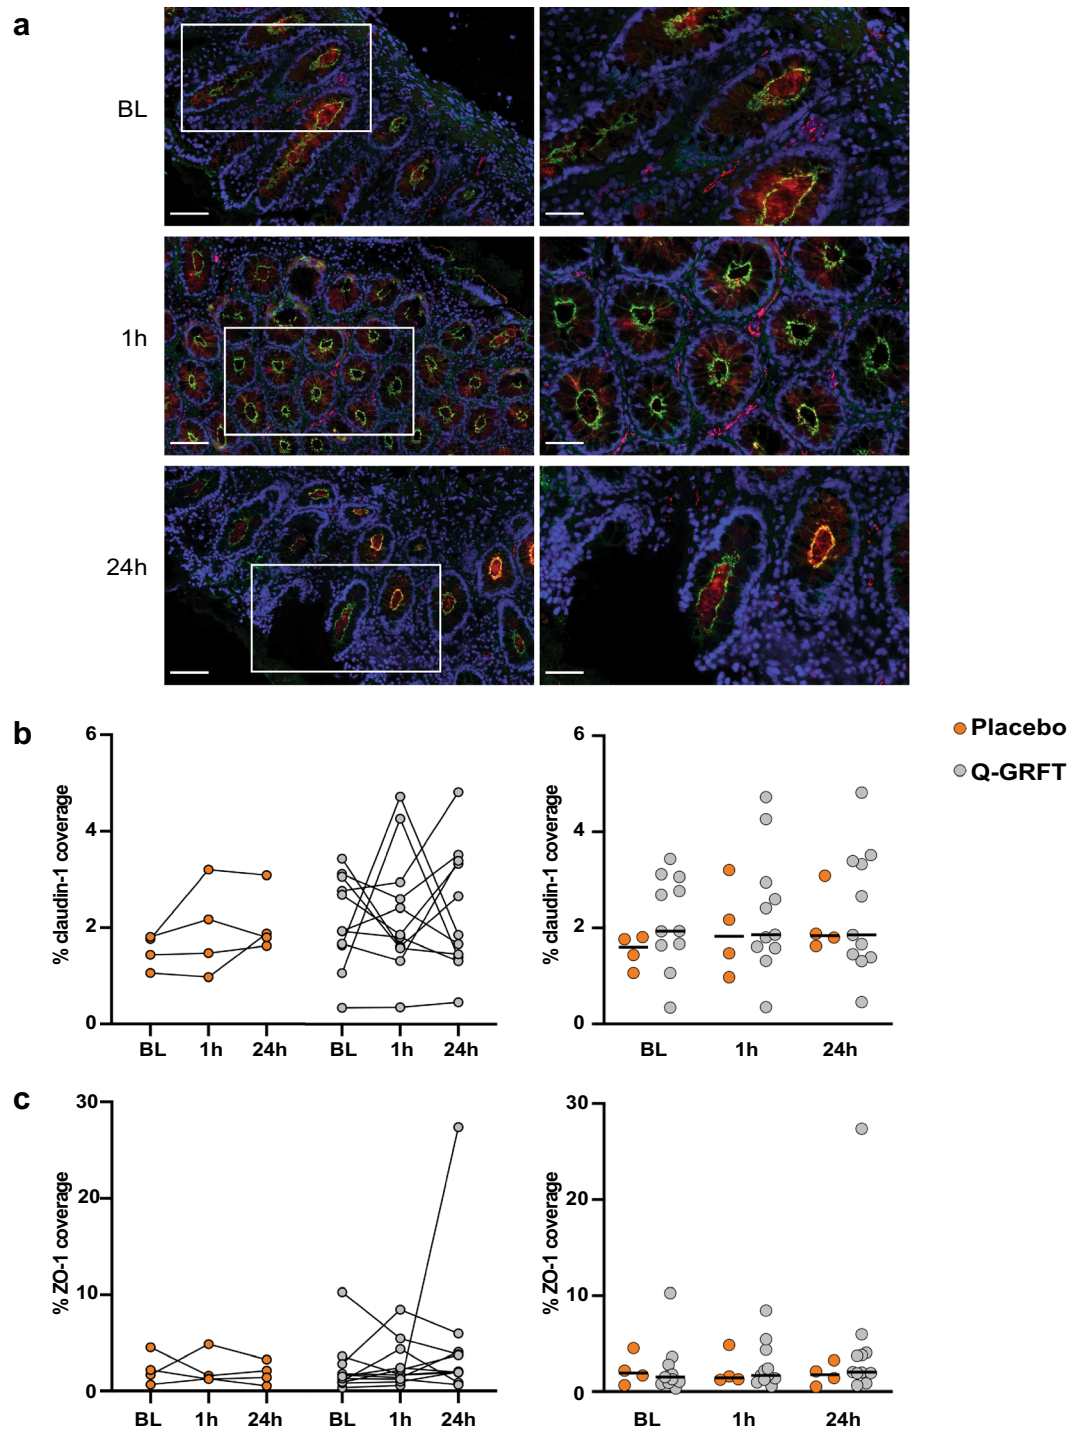 a
BL
1h
24h
b
6
4
2
0
% claudin-1 coverage
BL 1h 24h BL 1h 24h
6
4
2
0
% claudin-1 coverage
BL 1h 24h
Placebo
Q-GRFT
c
30
20
10
0
% ZO-1 coverage
BL 1h 24h BL 1h 24h
30
20
10
0
% ZO-1 coverage
BL 1h 24h